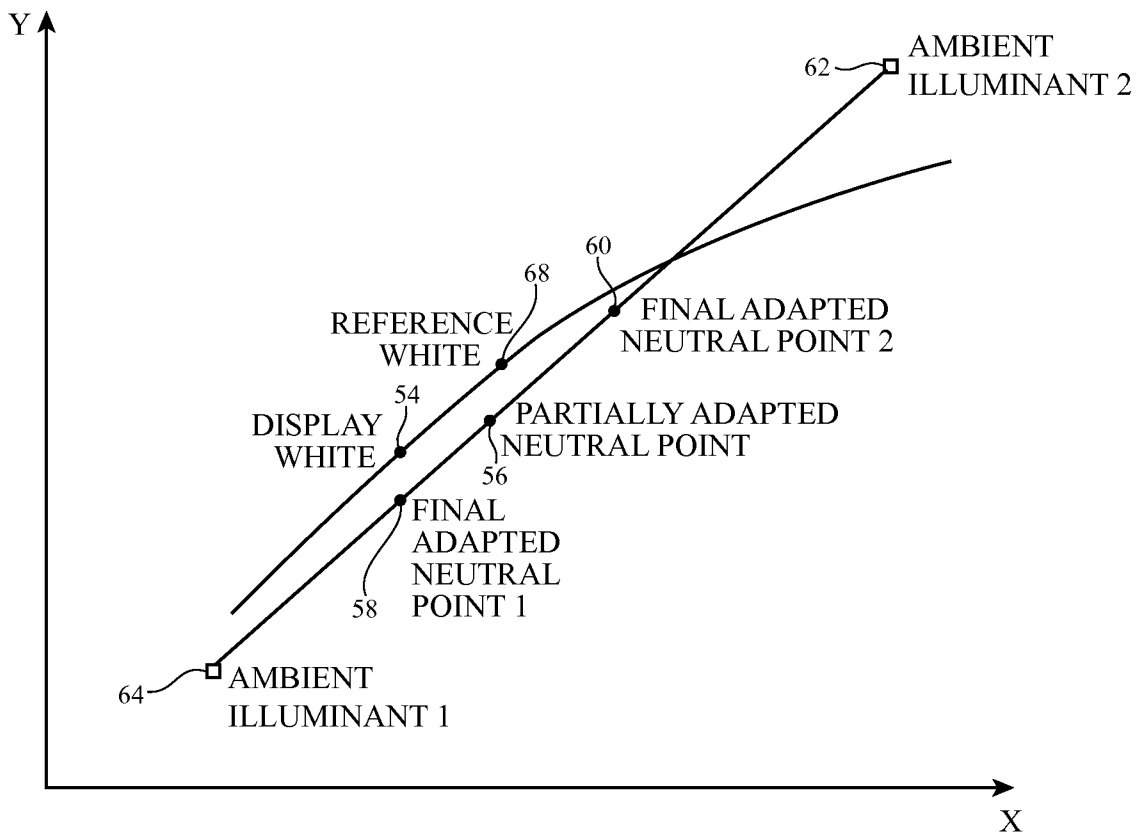 Y
62
AMBIENT
ILLUMINANT 2
60
68
FINAL ADAPTED
NEUTRAL POINT 2
REFERENCE
WHITE
54
DISPLAY
WHITE
PARTIALLY ADAPTED
NEUTRAL POINT
56
FINAL
ADAPTED
NEUTRAL
POINT 1
58
64
AMBIENT
ILLUMINANT 1
X